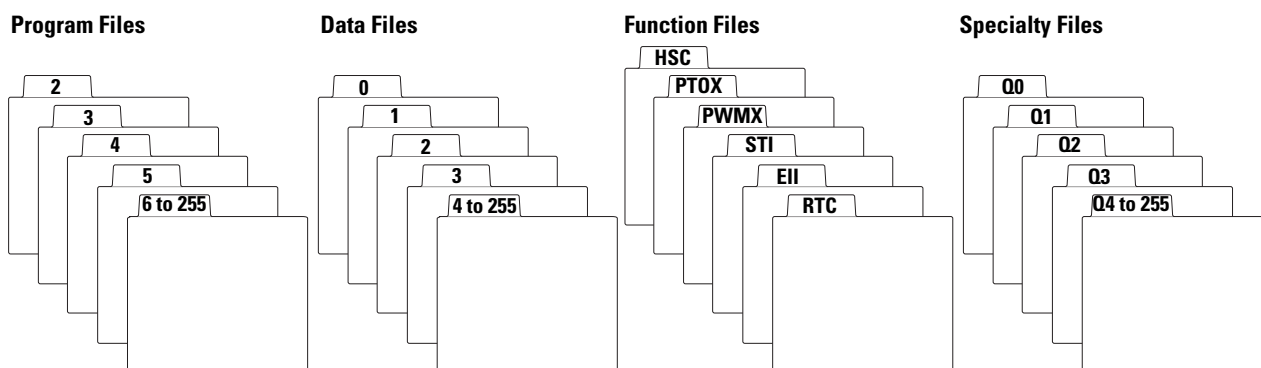 Program Files
2
3
4
5
6 to 255
Data Files
0
1
2
3
4 to 255
Function Files
HSC
PTOX
PWMX
STI
EII
RTC
Specialty Files
Q0
Q1
Q2
Q3
Q4 to 255